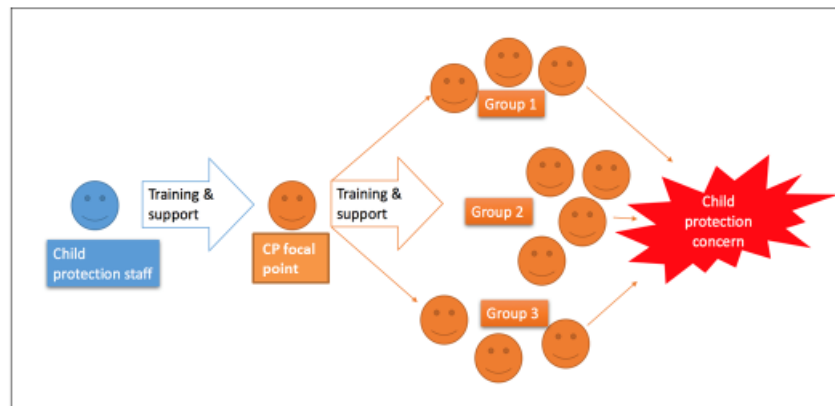 Group 1
Training &
support
Training &
support
Group 2
Child
protection
concern
Child
protection staff
CP focal
point
Group 3